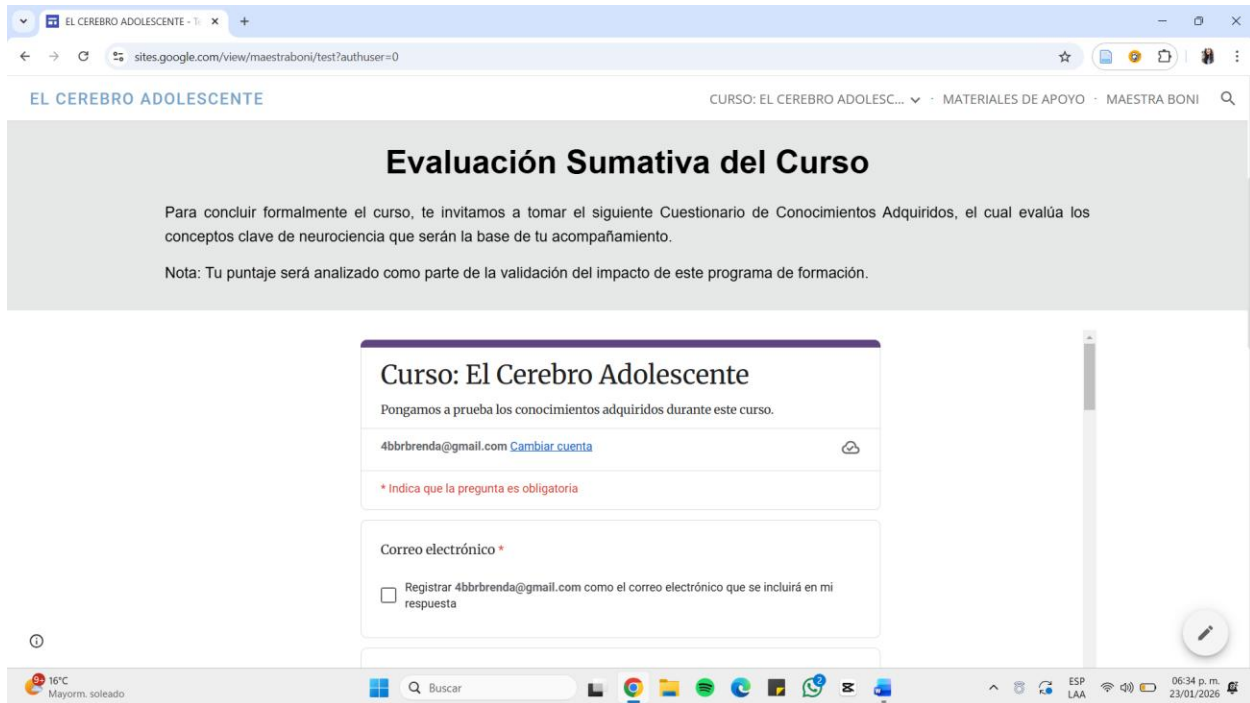 EL CEREBRO ADOLESCENTE - Te
sites.google.com/view/maestraboni/test?authuser=0
EL CEREBRO ADOLESCENTE
CURSO: EL CEREBRO ADOLESC... · MATERIALES DE APOYO · MAESTRA BONI
Evaluación Sumativa del Curso
Para concluir formalmente el curso, te invitamos a tomar el siguiente Cuestionario de Conocimientos Adquiridos, el cual evalúa los
conceptos clave de neurociencia que serán la base de tu acompañamiento.
Nota: Tu puntaje será analizado como parte de la validación del impacto de este programa de formación.
Curso: El Cerebro Adolescente
Pongamos a prueba los conocimientos adquiridos durante este curso.
4bbrbrenda@gmail.com Cambiar cuenta
* Indica que la pregunta es obligatoria
Correo electrónico *
Registrar 4bbrbrenda@gmail.com como el correo electrónico que se incluirá en mi
respuesta
9+
16°C
Mayorm. soleado
Buscar
2
ESP
LAA
06:34 p. m.
23/01/2026